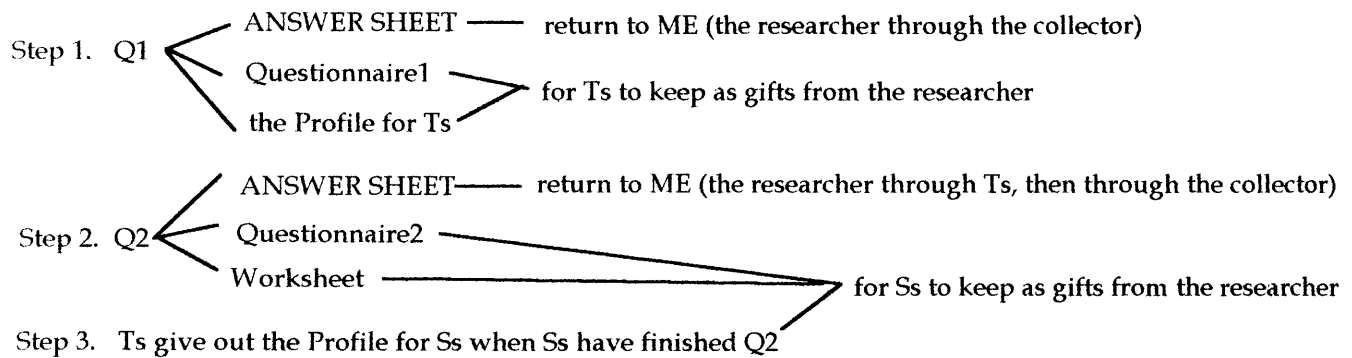 ANSWER SHEET return to ME (the researcher through the collector)
Step 1. Q1
Questionnaire1
for Ts to keep as gifts from the researcher
the Profile for Ts
ANSWER SHEET return to ME (the researcher through Ts, then through the collector)
Step 2. Q2 Questionnaire2
Worksheet
for Ss to keep as gifts from the researcher
Step 3. Ts give out the Profile for Ss when Ss have finished Q2